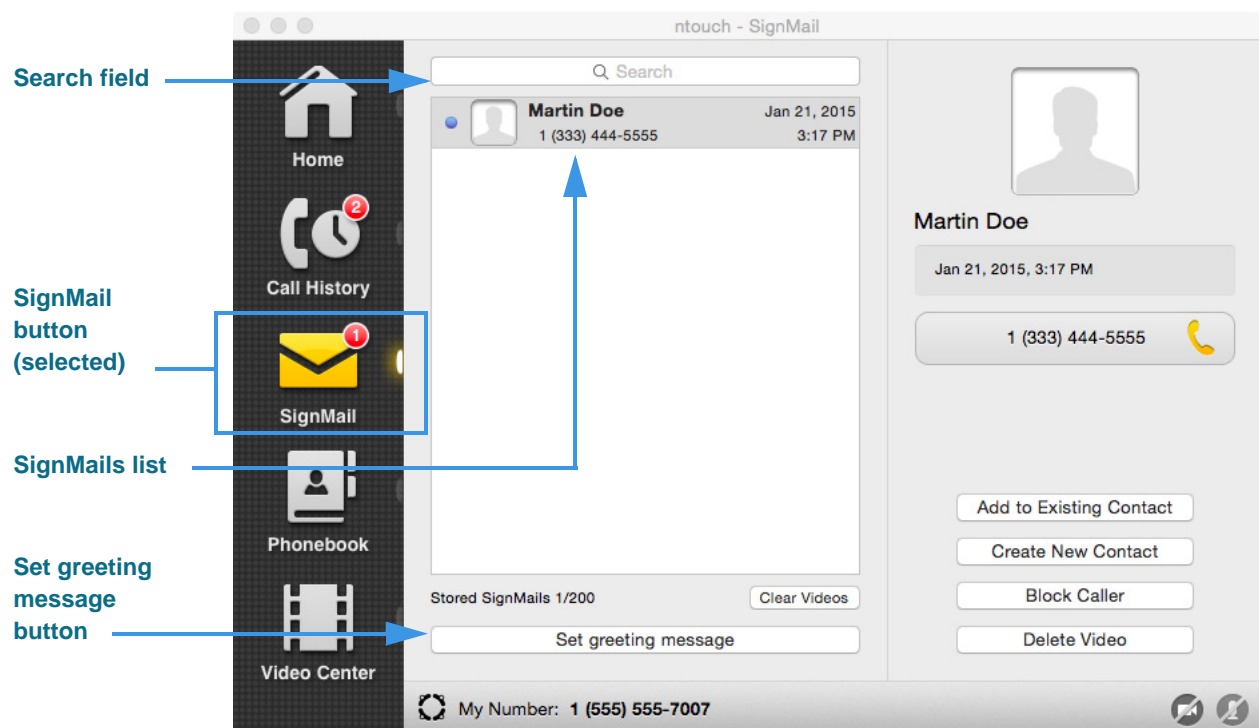 ntouch - SignMail
Search field
Search
Martin Doe
Jan 21, 2015
1 (333) 444-5555
3:17 PM
Home
2
Call History
SignMail
button
(selected)
1
SignMail
SignMails list
Phonebook
Set greeting
message
button
Video Center
Stored SignMails 1/200
Clear Videos
Set greeting message
Martin Doe
Jan 21, 2015, 3:17 PM
1 (333) 444-5555
Add to Existing Contact
Create New Contact
Block Caller
Delete Video
My Number: 1 (555) 555-7007